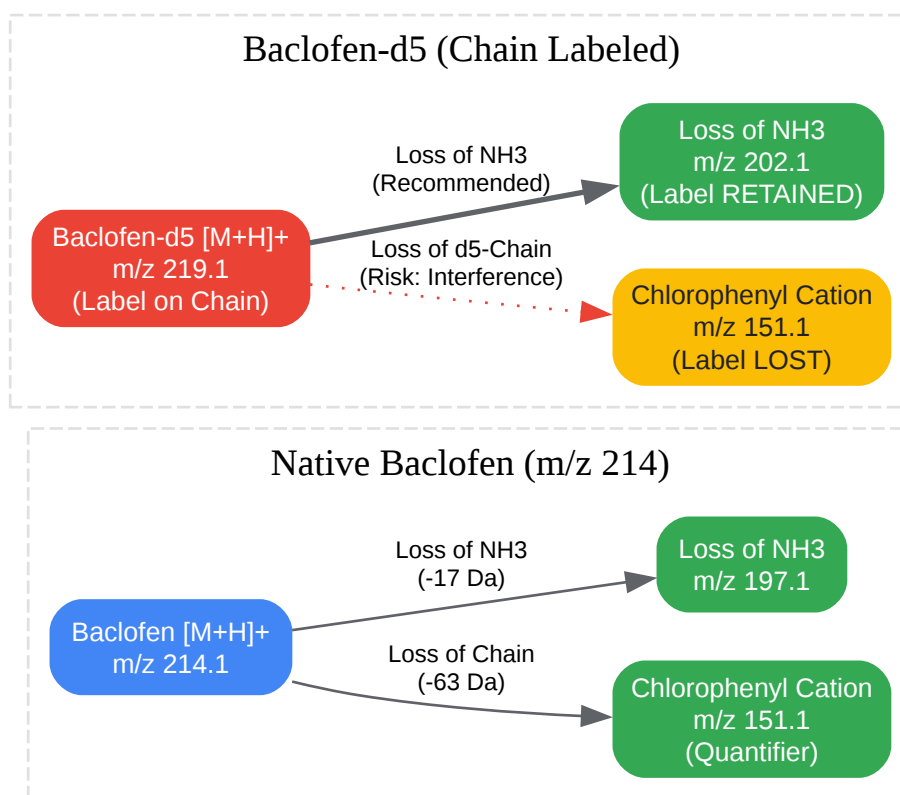 Baclofen-d5 (Chain Labeled)
Loss of NH3
(Recommended)
Loss of NH3
m/z 202.1
(Label RETAINED)
Baclofen-d5 [M+H]+
m/z 219.1
(Label on Chain)
Loss of d5-Chain
(Risk: Interference)
Chlorophenyl Cation
m/z 151.1
(Label LOST)
Native Baclofen (m/z 214)
Loss of NH3
(-17 Da)
Loss of NH3
m/z 197.1
Baclofen [M+H]+
m/z 214.1
Loss of Chain
(-63 Da)
Chlorophenyl Cation
m/z 151.1
(Quantifier)